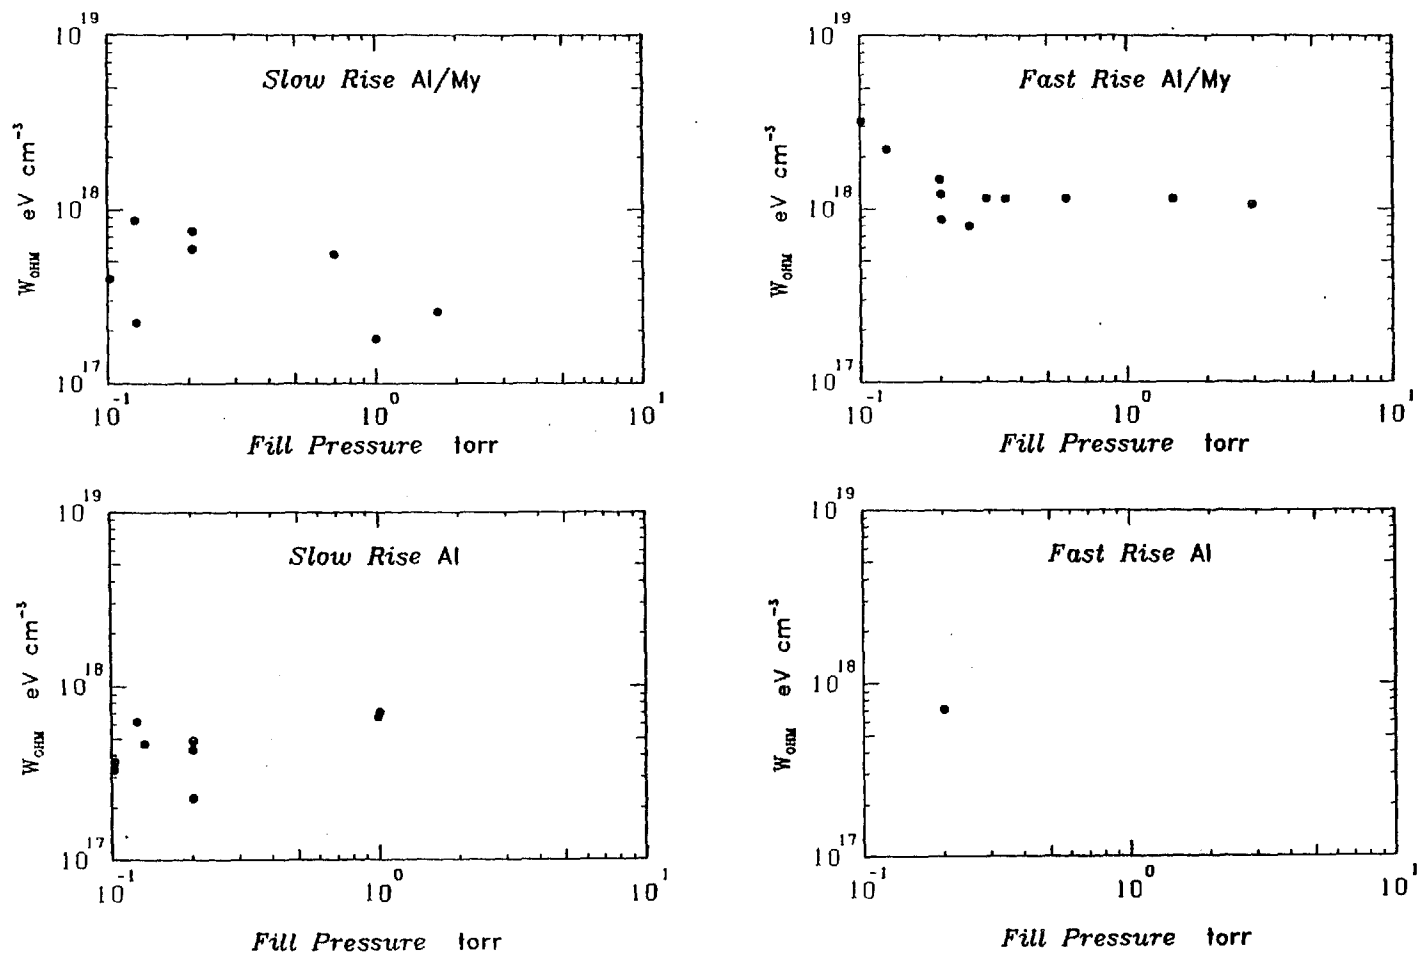 10^19
Slow Rise Al/My
W_OHM eV cm^-3
10^18
10^17
10^-1 10^0 10^1
Fill Pressure torr
10^19
Fast Rise Al/My
W_OHM eV cm^-3
10^18
10^17
10^-1 10^0 10^1
Fill Pressure torr
10^19
Slow Rise Al
W_OHM eV cm^-3
10^18
10^17
10^-1 10^0 10^1
Fill Pressure torr
10^19
Fast Rise Al
W_OHM eV cm^-3
10^18
10^17
10^-1 10^0 10^1
Fill Pressure torr